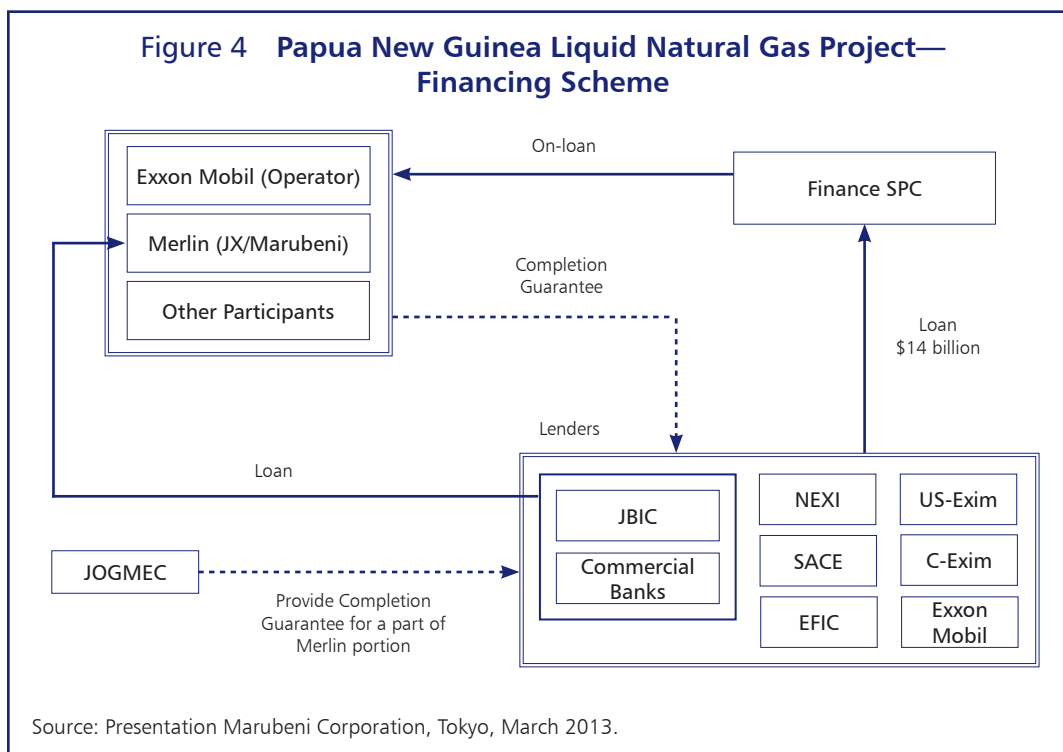 Figure 4 Papua New Guinea Liquid Natural Gas Project—
Financing Scheme
Exxon Mobil (Operator)
Merlin (JX/Marubeni)
Other Participants
On-loan
Finance SPC
Completion
Guarantee
Loan
$14 billion
Lenders
Loan
JBIC
Commercial
Banks
NEXI
US-Exim
SACE
C-Exim
EFIC
Exxon
Mobil
JOGMEC
Provide Completion
Guarantee for a part of
Merlin portion
Source: Presentation Marubeni Corporation, Tokyo, March 2013.